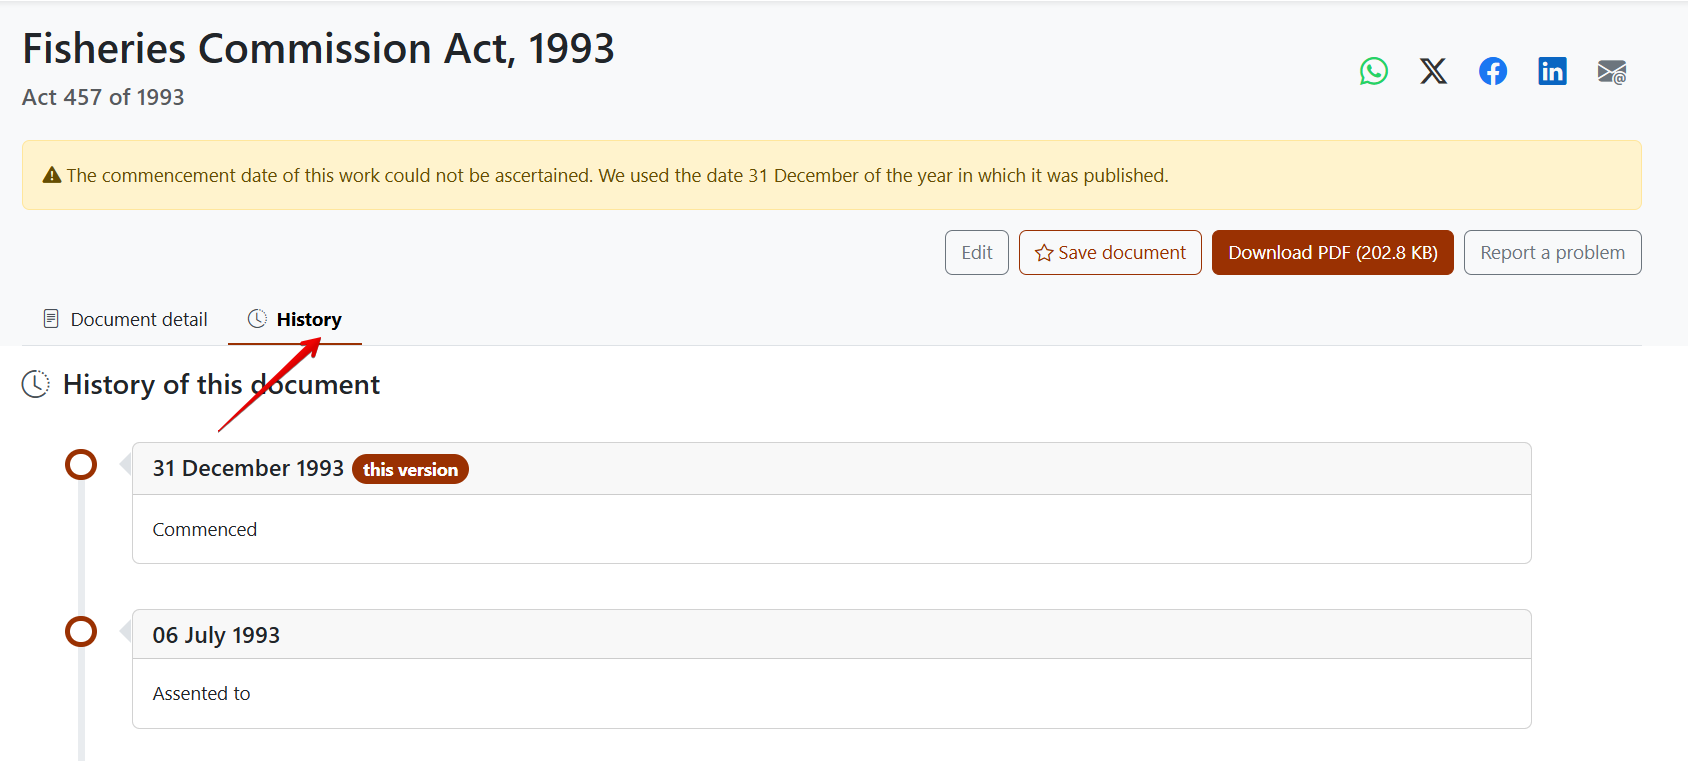 Fisheries Commission Act, 1993
Act 457 of 1993
The commencement date of this work could not be ascertained. We used the date 31 December of the year in which it was published.
Edit
Save document
Download PDF (202.8 KB)
Report a problem
Document detail
History
History of this document
31 December 1993 this version
Commenced
06 July 1993
Assented to